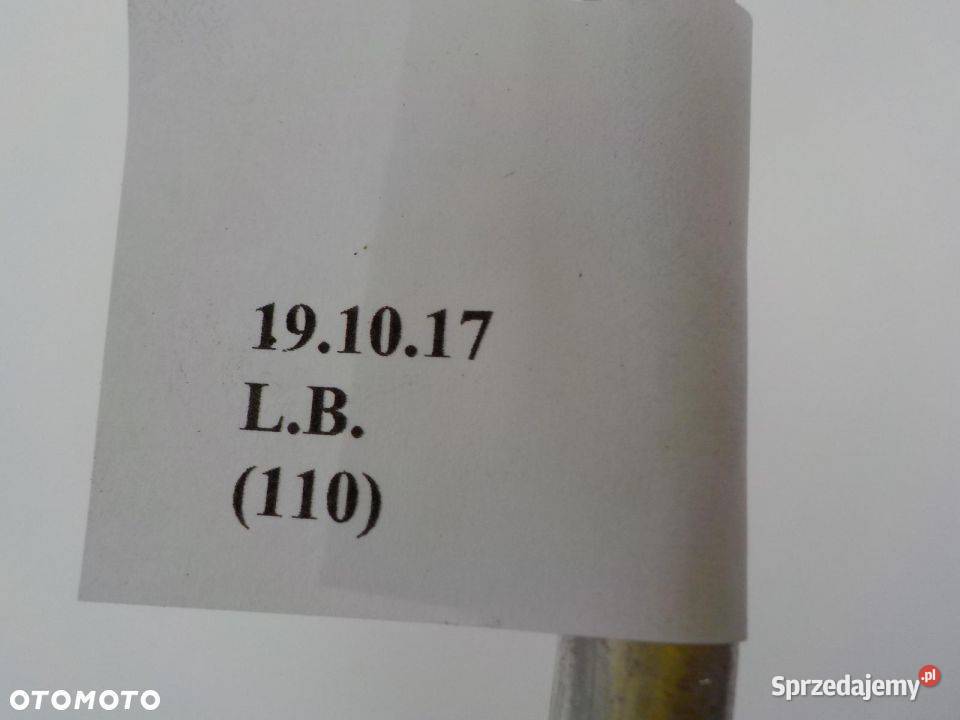 19.10.17
L.B.
(110)
OTOMOTO
Sprzedajemy.pl